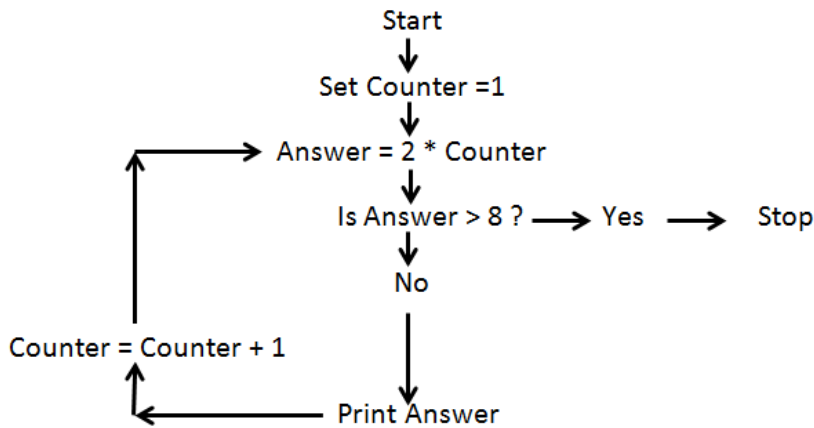 Start
Set Counter =1
Answer = 2 * Counter
Is Answer > 8 ?
Yes
Stop
No
Counter = Counter + 1
Print Answer